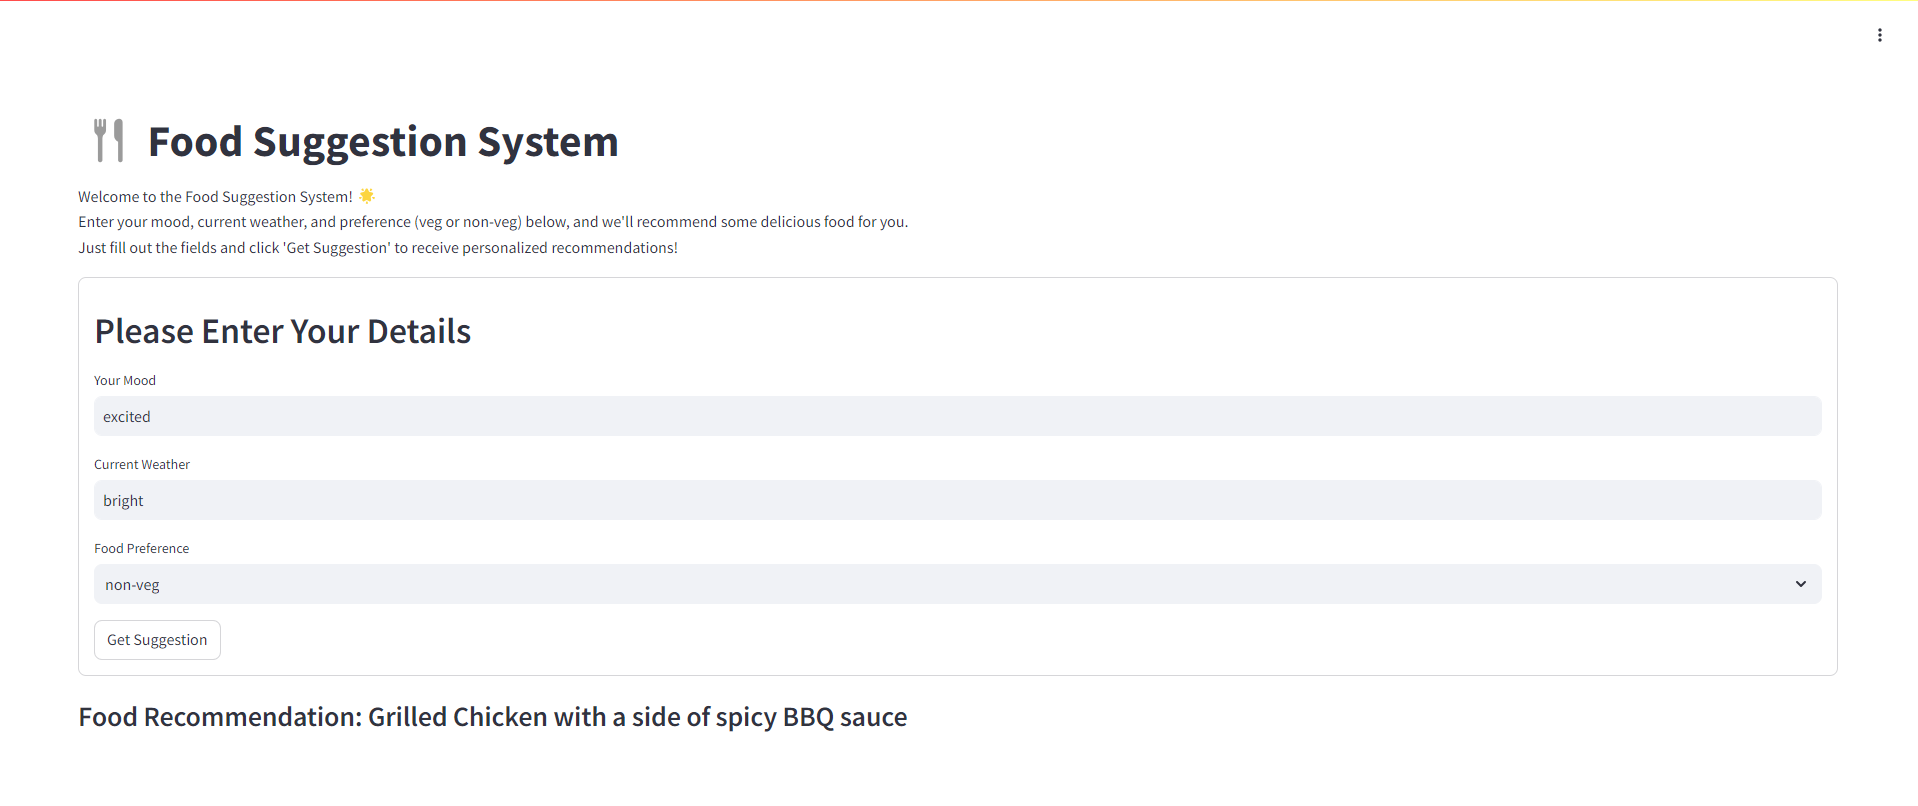 Food Suggestion System
Welcome to the Food Suggestion System!
Enter your mood, current weather, and preference (veg or non-veg) below, and we'll recommend some delicious food for you.
Just fill out the fields and click 'Get Suggestion' to receive personalized recommendations!
Please Enter Your Details
Your Mood
excited
Current Weather
bright
Food Preference
non-veg
Get Suggestion
Food Recommendation: Grilled Chicken with a side of spicy BBQ sauce